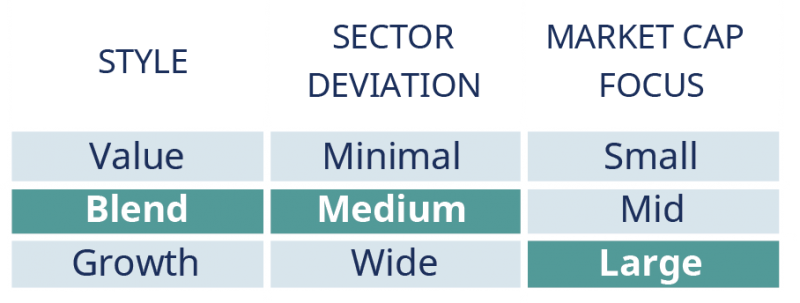 STYLE
SECTOR
DEVIATION
MARKET CAP
FOCUS
Value Minimal Small
Blend Medium Mid
Growth Wide Large